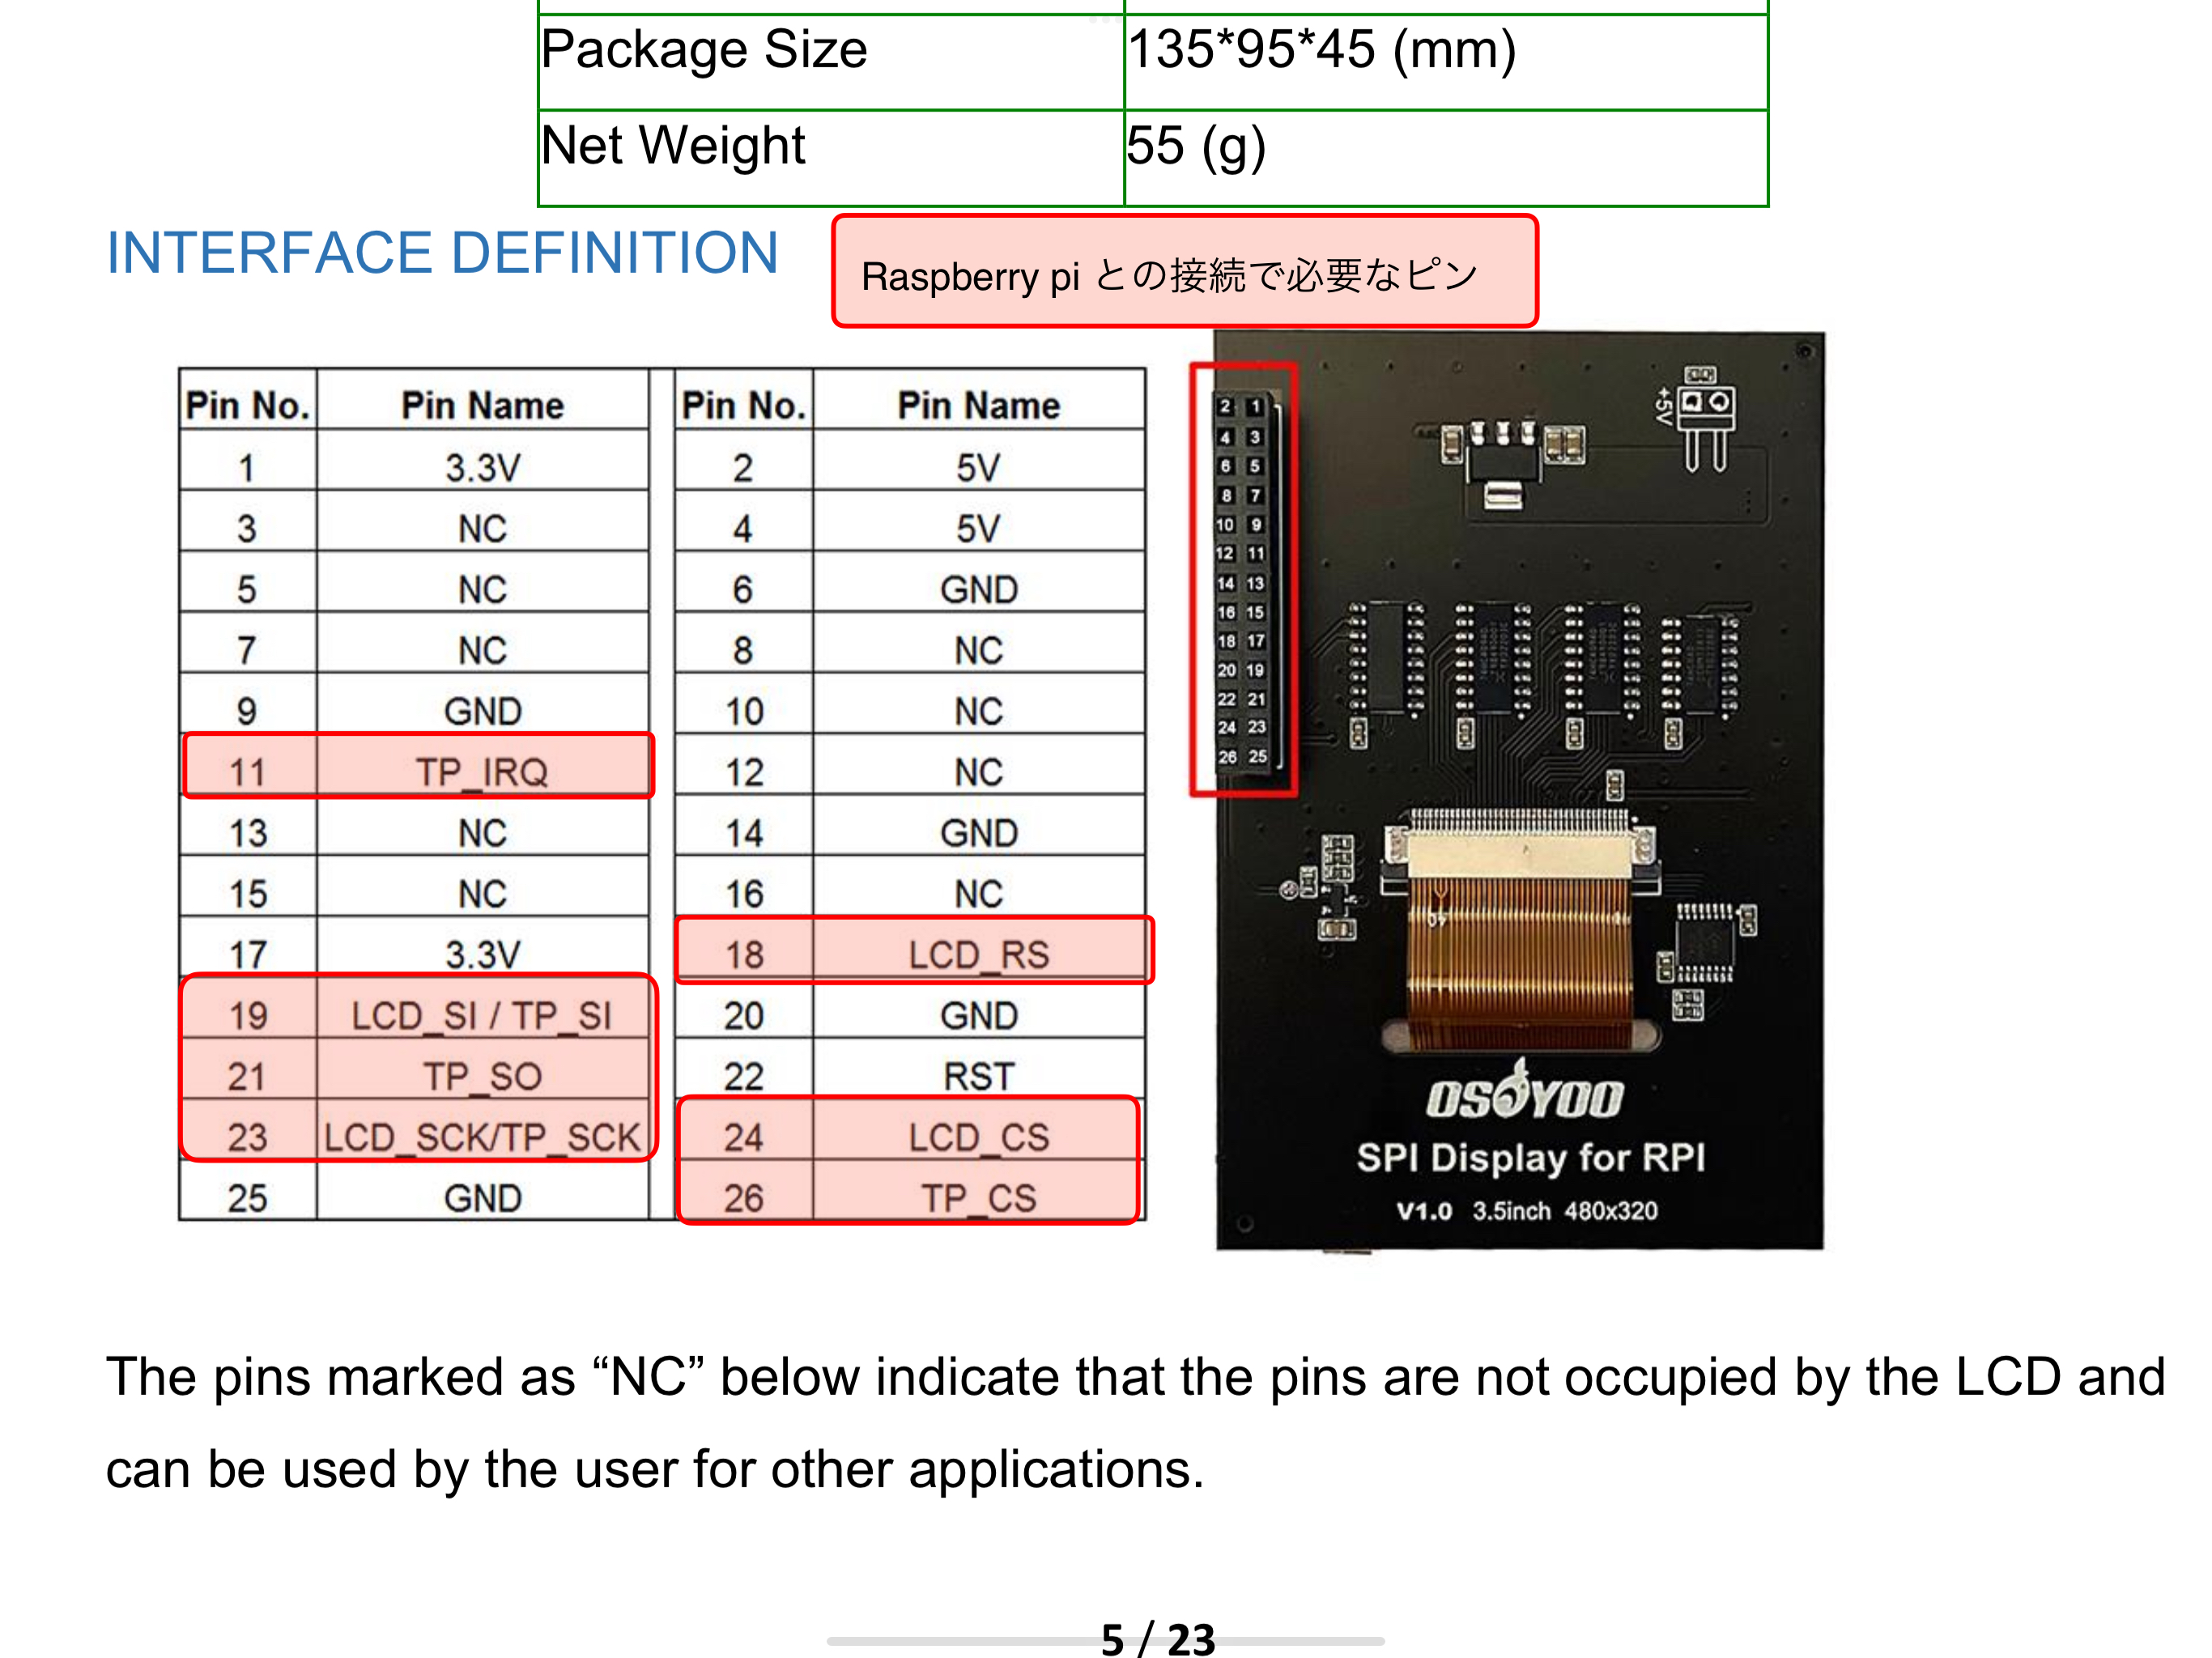 Package Size 135*95*45 (mm)
Net Weight 55 (g)
INTERFACE DEFINITION
Raspberry pi との接続で必要なピン
Pin No. Pin Name Pin No. Pin Name
1 3.3V 2 5V
3 NC 4 5V
5 NC 6 GND
7 NC 8 NC
9 GND 10 NC
11 TP_IRQ 12 NC
13 NC 14 GND
15 NC 16 NC
17 3.3V 18 LCD_RS
19 LCD_SI / TP_SI 20 GND
21 TP_SO 22 RST
23 LCD_SCK/TP_SCK 24 LCD_CS
25 GND 26 TP_CS
+5V
2 1
4 3
6 5
8 7
10 9
12 11
14 13
16 15
18 17
20 19
22 21
24 23
26 25
OSOYOO
SPI Display for RPI
V1.0 3.5inch 480x320
The pins marked as “NC” below indicate that the pins are not occupied by the LCD and
can be used by the user for other applications.
5 / 23